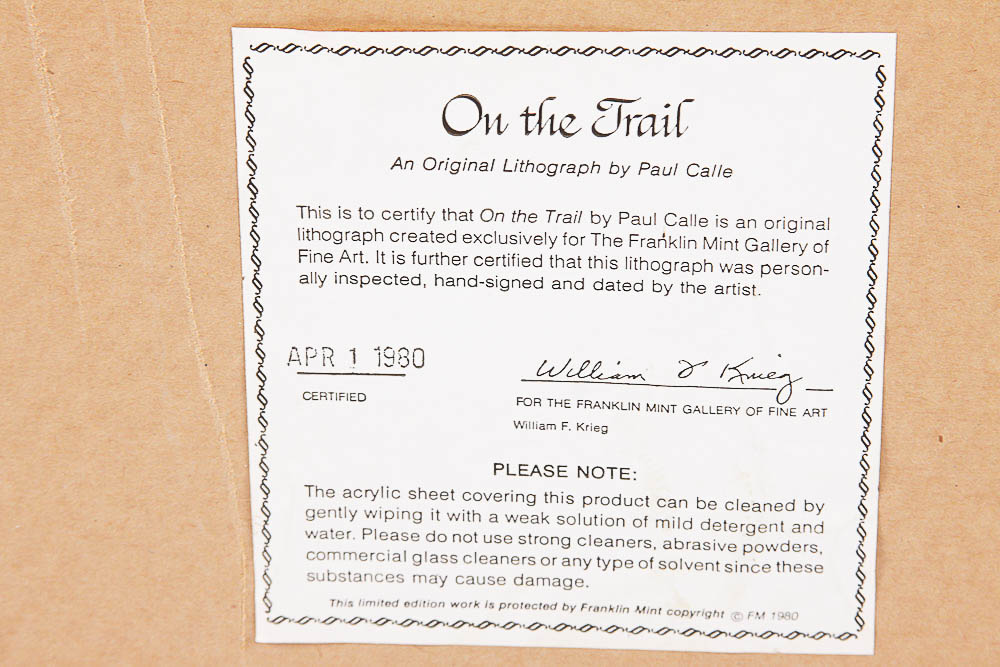 On the Trail
An Original Lithograph by Paul Calle
This is to certify that On the Trail by Paul Calle is an original
lithograph created exclusively for The Franklin Mint Gallery of
Fine Art. It is further certified that this lithograph was person-
ally inspected, hand-signed and dated by the artist.
APR 1 1980
CERTIFIED
William F Krieg
FOR THE FRANKLIN MINT GALLERY OF FINE ART
William F. Krieg
PLEASE NOTE:
The acrylic sheet covering this product can be cleaned by
gently wiping it with a weak solution of mild detergent and
water. Please do not use strong cleaners, abrasive powders,
commercial glass cleaners or any type of solvent since these
substances may cause damage.
This limited edition work is protected by Franklin Mint copyright © FM 1980